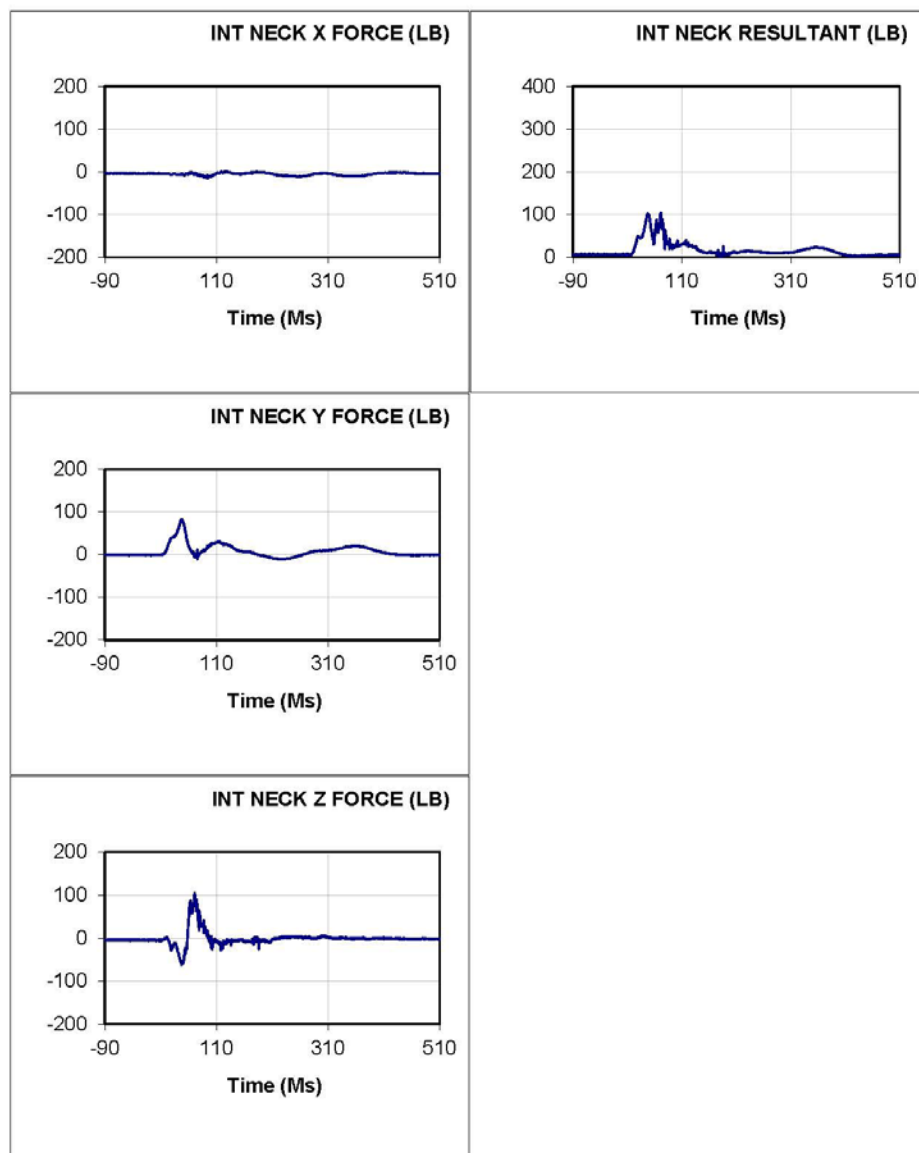 INT NECK X FORCE (LB)
200
100
0
-100
-200
-90 110 310 510
Time (Ms)
INT NECK RESULTANT (LB)
400
300
200
100
0
-90 110 310 510
Time (Ms)
INT NECK Y FORCE (LB)
200
100
0
-100
-200
-90 110 310 510
Time (Ms)
INT NECK Z FORCE (LB)
200
100
0
-100
-200
-90 110 310 510
Time (Ms)